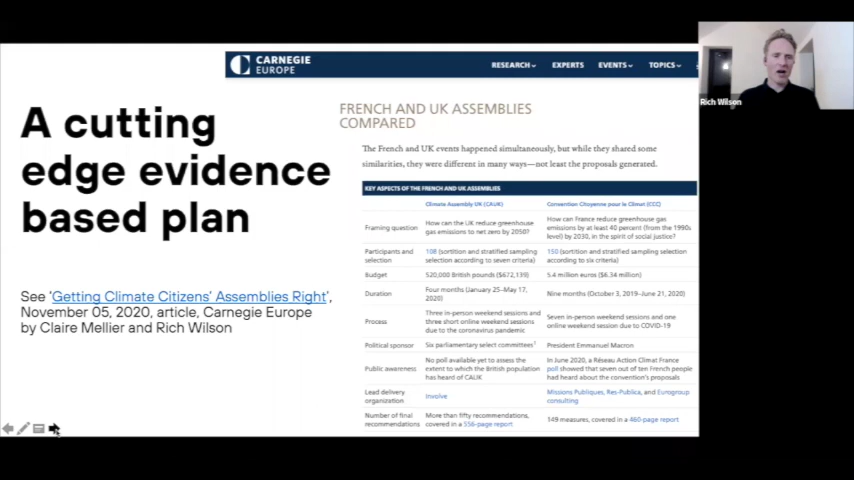 CARNEGIE
EUROPE
RESEARCH
EXPERTS
EVENTS
TOPICS
Rich Wilson
A cutting
edge evidence
based plan
See 'Getting Climate Citizens' Assemblies Right',
November 05, 2020, article, Carnegie Europe
by Claire Mellier and Rich Wilson
FRENCH AND UK ASSEMBLIES
COMPARED
The French and UK events happened simultaneously, but while they shared some
similarities, they were different in many ways—not least the proposals generated.
KEY ASPECTS OF THE FRENCH AND UK ASSEMBLIES
Climate Assembly UK (CAUK)
Convention Citoyenne pour le Climat (CCC)
Framing question
How can the UK reduce greenhouse
gas emissions to net zero by 2050?
How can France reduce greenhouse gas
emissions by at least 40 percent (from the 1990s
level) by 2030, in the spirit of social justice?
Participants and
selection
108 (sortition and stratified sampling
selection according to seven criteria)
150 (sortition and stratified sampling selection
according to six criteria)
Budget
520,000 British pounds ($672,139)
5.4 million euros ($6.34 million)
Duration
Four months (January 25–May 17,
2020)
Nine months (October 3, 2019–June 21, 2020)
Process
Three in-person weekend sessions and
three short online weekend sessions
due to the coronavirus pandemic
Seven in-person weekend sessions and one
online weekend session due to COVID-19
Political sponsor
Six parliamentary select committees
President Emmanuel Macron
Public awareness
No poll available yet to assess the
extent to which the British population
has heard of CAUK
In June 2020, a Réseau Action Climat France
poll showed that seven out of ten French people
had heard about the convention's proposals
Lead delivery
organization
Involve
Missions Publiques, Res-Publica, and Eurogroup
consulting
Number of final
recommendations
More than fifty recommendations,
covered in a 556-page report
149 measures, covered in a 460-page report